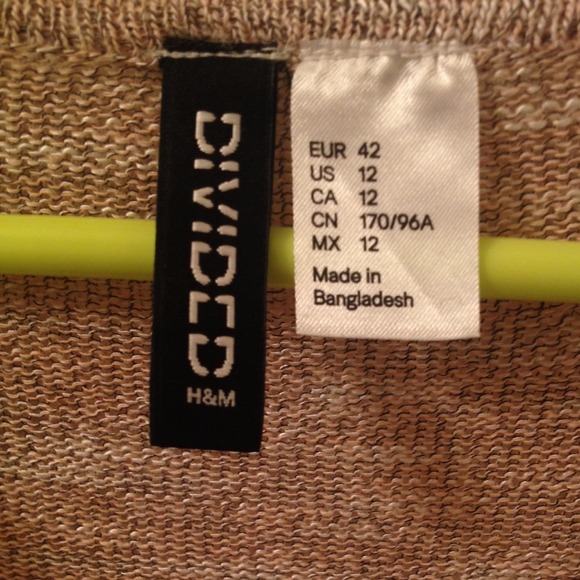 DIVIDED
H&M
EUR 42
US 12
CA 12
CN 170/96A
MX 12
Made in
Bangladesh